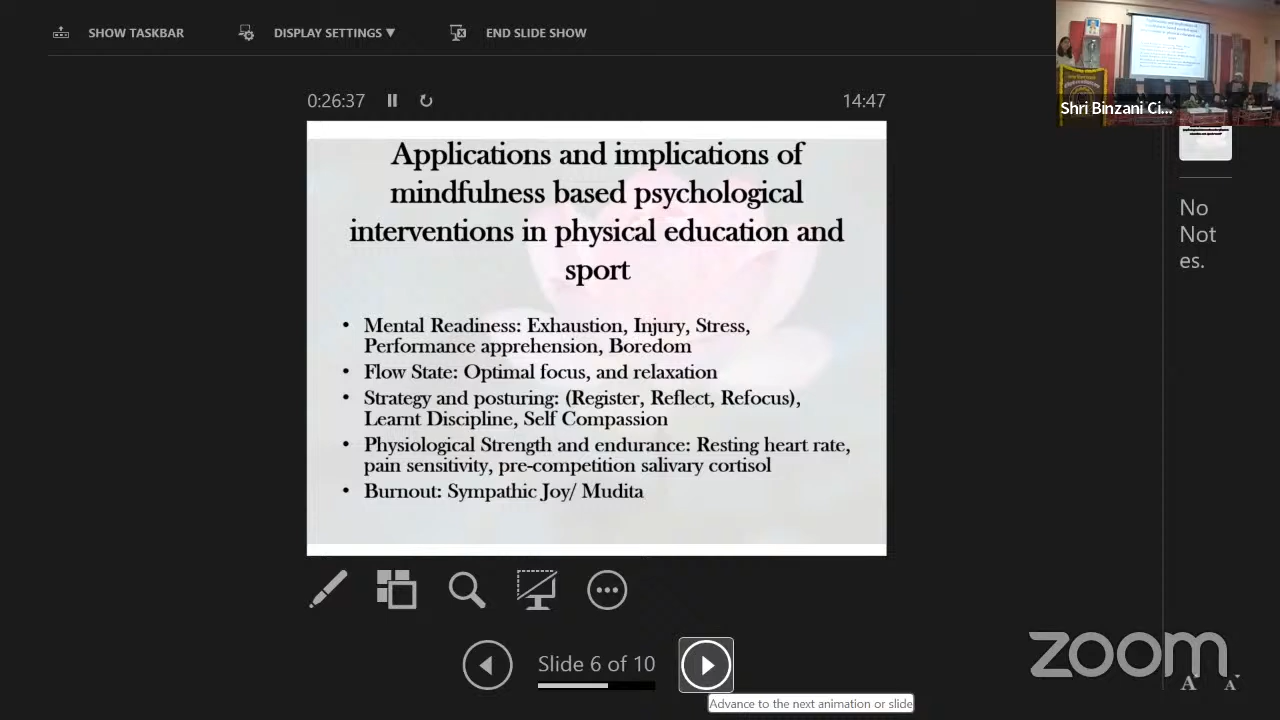 SHOW TASKBAR
DISPLAY SETTINGS ▼
END SLIDE SHOW
0:26:37
14:47
Shri Binzani Ci...
Applications and implications of
mindfulness based psychological
interventions in physical education and
sport
• Mental Readiness: Exhaustion, Injury, Stress,
Performance apprehension, Boredom
• Flow State: Optimal focus, and relaxation
• Strategy and posturing: (Register, Reflect, Refocus),
Learnt Discipline, Self Compassion
• Physiological Strength and endurance: Resting heart rate,
pain sensitivity, pre-competition salivary cortisol
• Burnout: Sympathic Joy/ Mudita
No
Not
es.
Slide 6 of 10
Advance to the next animation or slide
zoom
A A